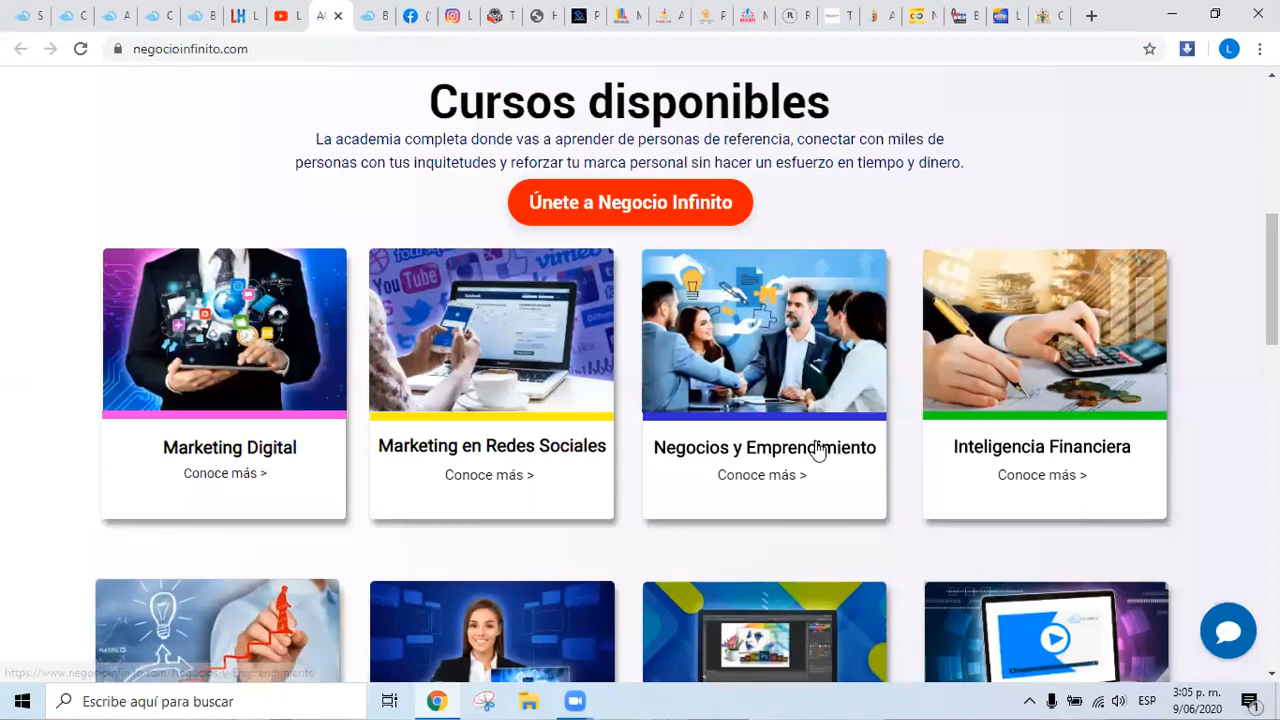 negocioinfinito.com
Cursos disponibles
La academia completa donde vas a aprender de personas de referencia, conectar con miles de
personas con tus inquitetudes y reforzar tu marca personal sin hacer un esfuerzo en tiempo y dinero.
Únete a Negocio Infinito
Marketing Digital
Conoce más >
Marketing en Redes Sociales
Conoce más >
Negocios y Emprendimiento
Conoce más >
Inteligencia Financiera
Conoce más >
Escribe aquí para buscar
ESP
3:05 p. m.
9/06/2020